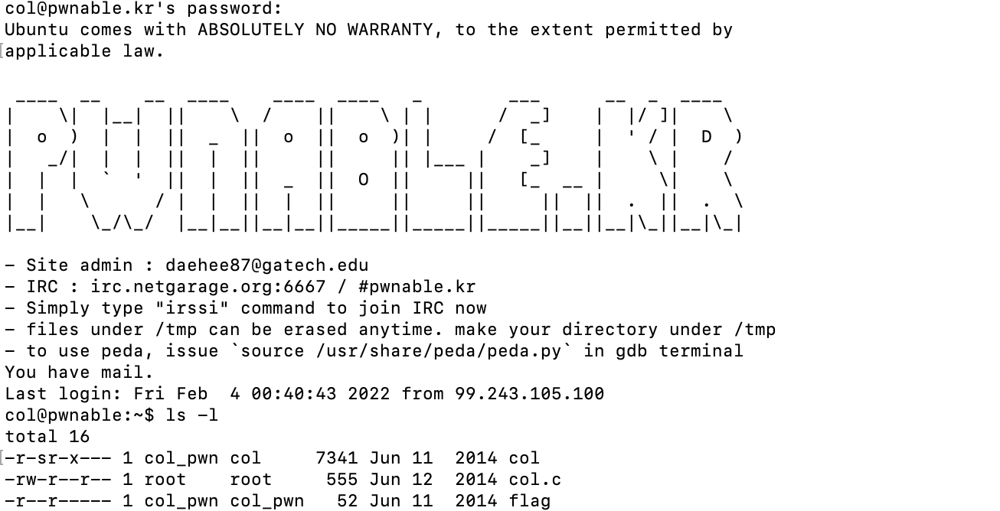 col@pwnable.kr's password:
Ubuntu comes with ABSOLUTELY NO WARRANTY, to the extent permitted by
applicable law.
 ____  __    __  ____    ____  ____   _        ___      __  _  ____
|    \|  |__|  ||    \  /    ||    \ | |      /  _]    |  |/ ]|    \
|  o  )  |  |  ||  _  ||  o  ||  o  )| |     /  [_     |  ' / |  D  )
|   _/|  |  |  ||  |  ||     ||     || |___ |    _]    |    \ |    /
|  |  |  `  '  ||  |  ||  _  ||  O  ||     ||   [_  __ |     \|    \
|  |   \      / |  |  ||  |  ||     ||     ||     ||  ||  .  ||  .  \
|__|    \_/\_/  |__|__||__|__||_____||_____||_____||__||__|\_||__|\_|
- Site admin : daehee87@gatech.edu
- IRC : irc.netgarage.org:6667 / #pwnable.kr
- Simply type "irssi" command to join IRC now
- files under /tmp can be erased anytime. make your directory under /tmp
- to use peda, issue `source /usr/share/peda/peda.py` in gdb terminal
You have mail.
Last login: Fri Feb  4 00:40:43 2022 from 99.243.105.100
col@pwnable:~$ ls -l
total 16
-r-sr-x--- 1 col_pwn col     7341 Jun 11  2014 col
-rw-r--r-- 1 root    root     555 Jun 12  2014 col.c
-r--r----- 1 col_pwn col_pwn   52 Jun 11  2014 flag